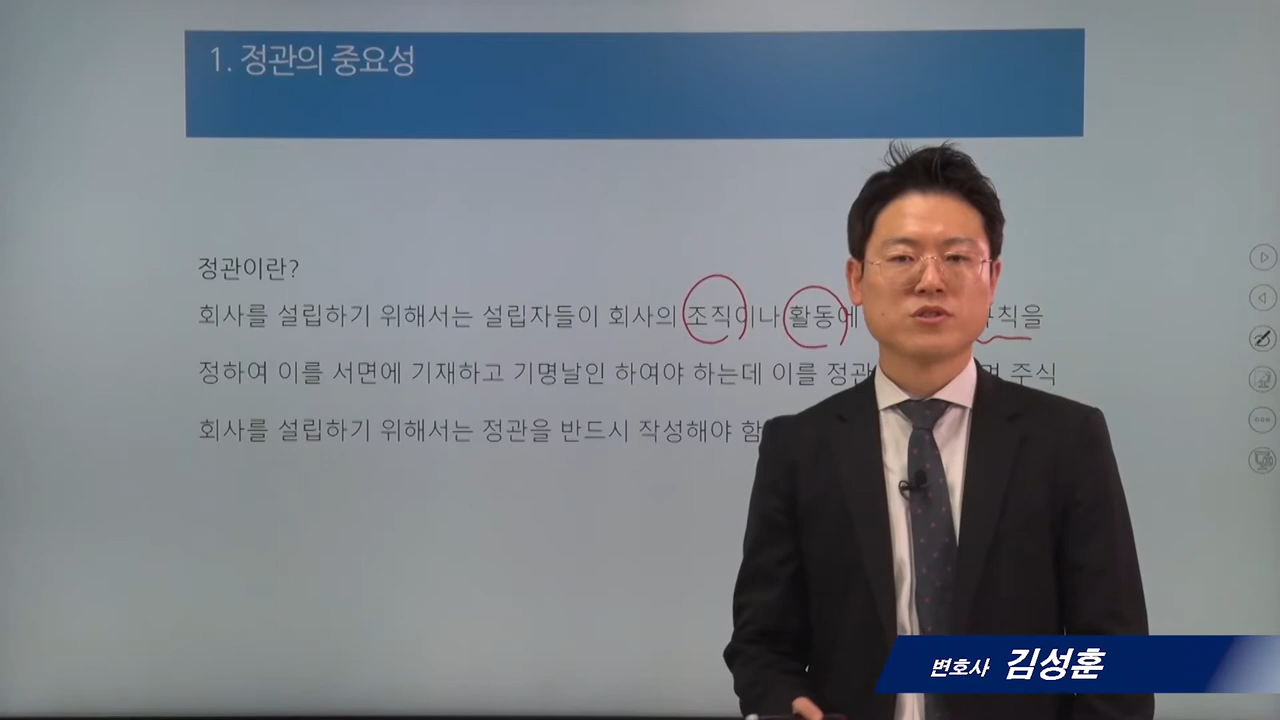 1. 정관의 중요성
정관이란?
회사를 설립하기 위해서는 설립자들이 회사의 조직이나 활동에 규칙을
정하여 이를 서면에 기재하고 기명날인 하여야 하는데 이를 정관 주식
회사를 설립하기 위해서는 정관을 반드시 작성해야 함
변호사 김성훈